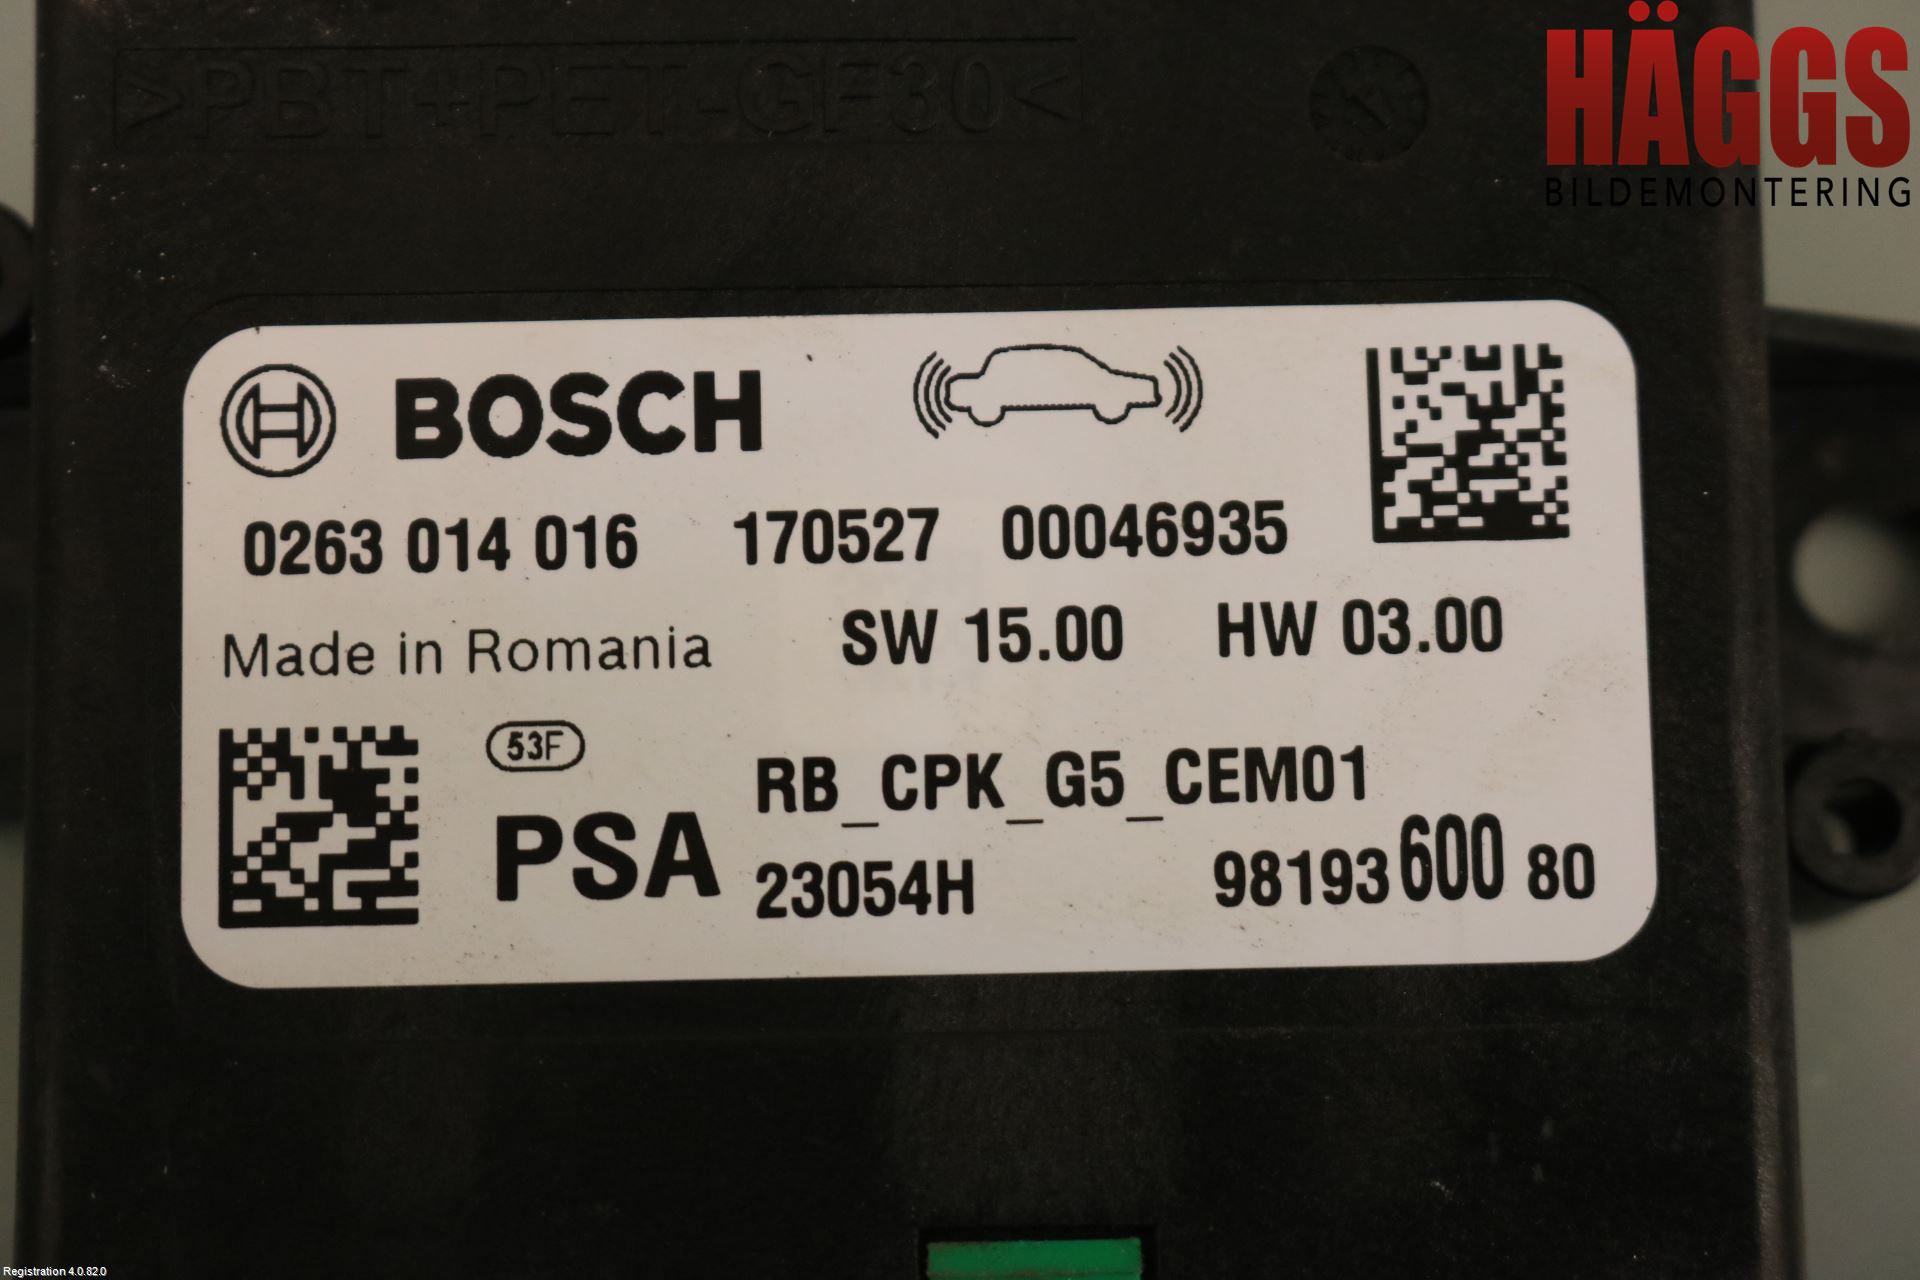 >PBT+PET-GF30<
HÄGGS
BILDEMONTERING
BOSCH
0263 014 016 170527 00046935
Made in Romania SW 15.00 HW 03.00
53F
PSA RB_CPK_G5_CEM01
23054H 98193 600 80
Registration 4.0.82.0